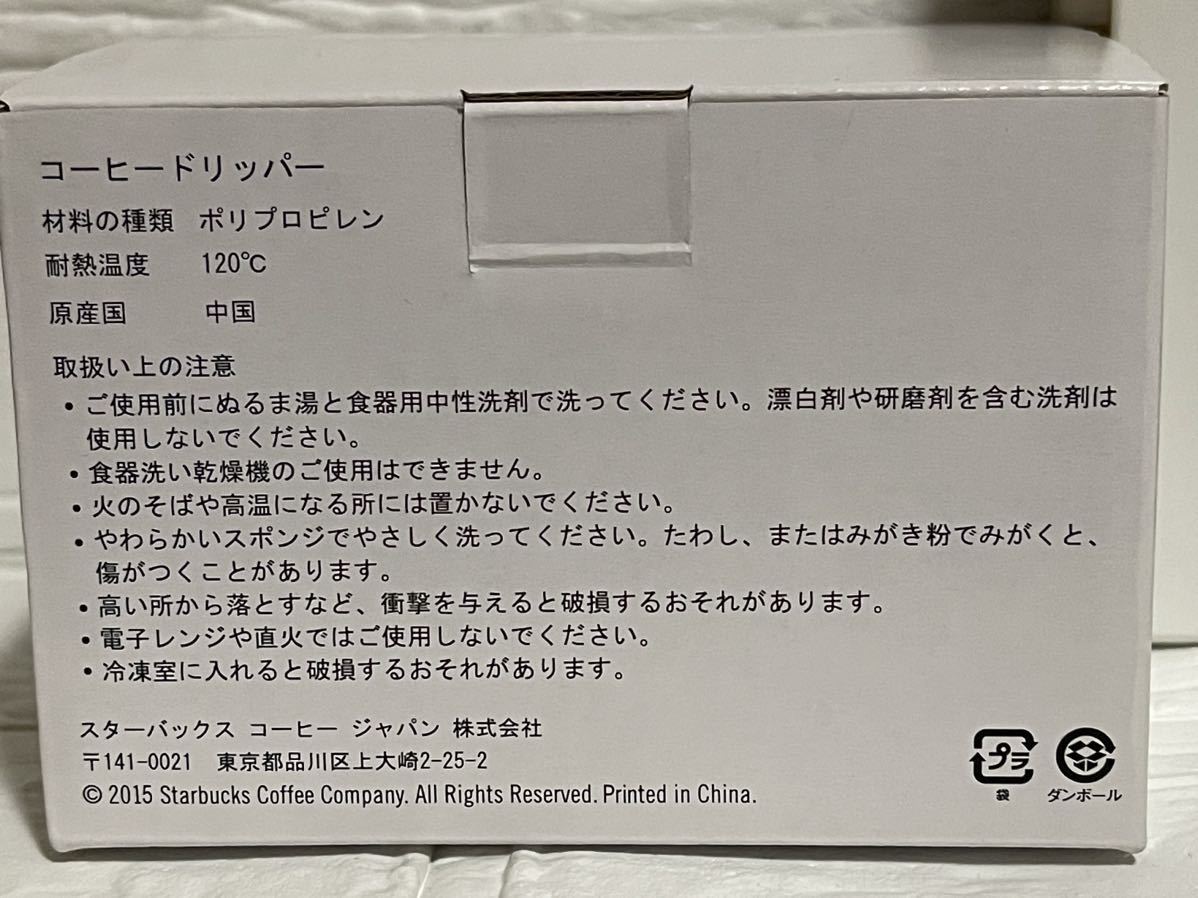 コーヒードリッパー
材料の種類 ポリプロピレン
耐熱温度 120℃
原産国 中国
取扱い上の注意
・ご使用前にぬるま湯と食器用中性洗剤で洗ってください。漂白剤や研磨剤を含む洗剤は
使用しないでください。
・食器洗い乾燥機のご使用はできません。
・火のそばや高温になる所には置かないでください。
・やわらかいスポンジでやさしく洗ってください。たわし、またはみがき粉でみがくと、
傷がつくことがあります。
・高い所から落とすなど、衝撃を与えると破損するおそれがあります。
・電子レンジや直火ではご使用しないでください。
・冷凍室に入れると破損するおそれがあります。
スターバックス コーヒー ジャパン 株式会社
〒141-0021 東京都品川区上大崎2-25-2
© 2015 Starbucks Coffee Company. All Rights Reserved. Printed in China.
プラ
袋
ダンボール